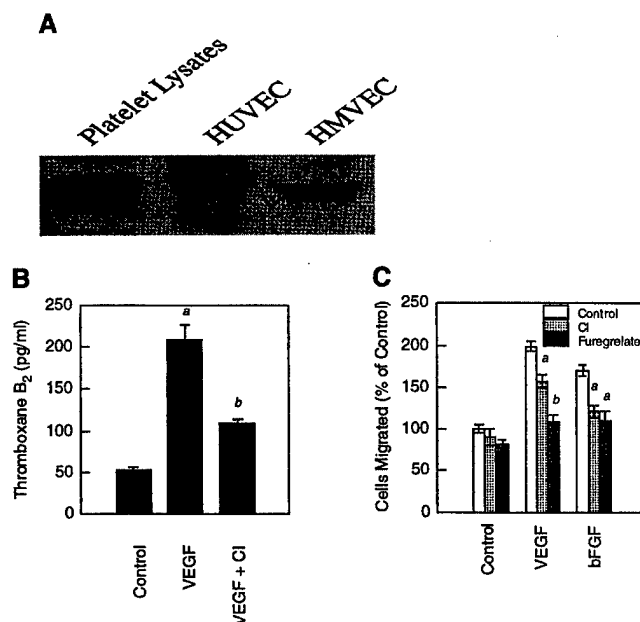 A
Platelet Lysates
HUVEC
HMVEC
B
Thromboxane B2 (pg/ml)
250
200
150
100
50
0
a
b
Control
VEGF
VEGF + CI
C
Cells Migrated (% of Control)
250
200
150
100
50
0
Control
CI
Furegrelate
a
b
a
a
Control
VEGF
bFGF